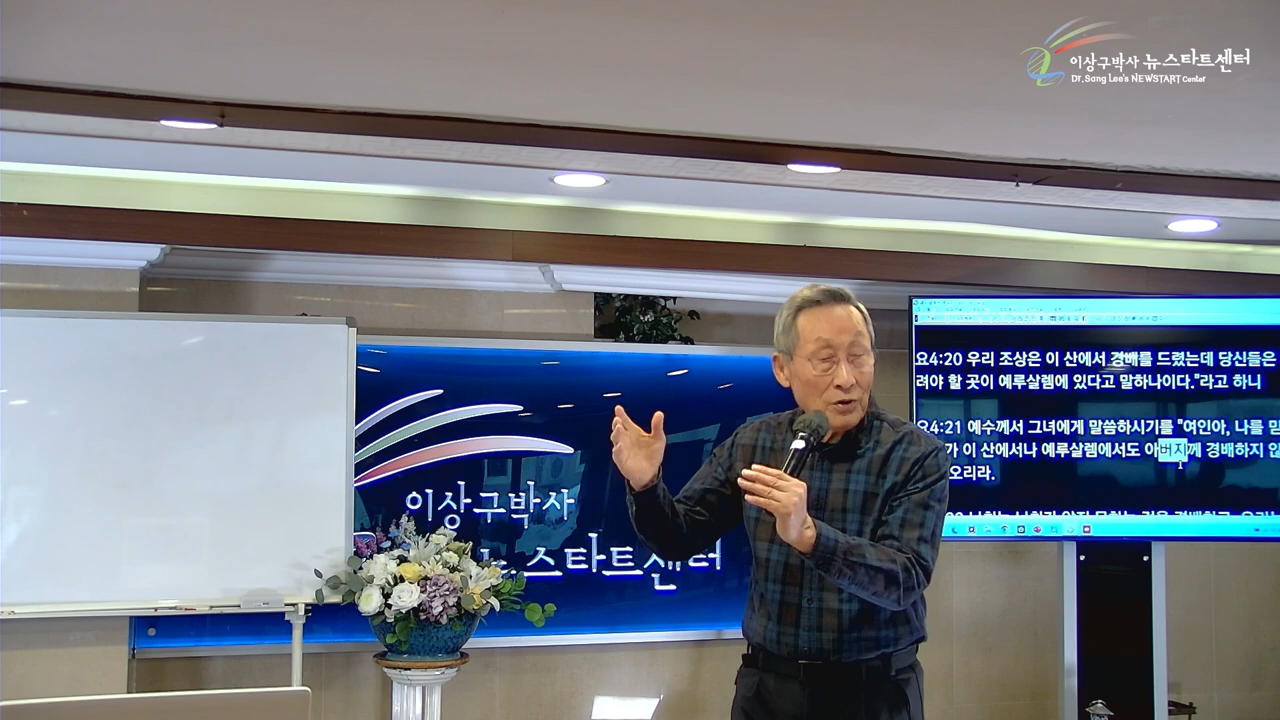 이상구박사 뉴스타트센터
Dr. Sang Lee's NEWSTART Center
요4:20 우리 조상은 이 산에서 경배를 드렸는데 당신들은
려야 할 곳이 예루살렘에 있다고 말하나이다."라고 하니
요4:21 예수께서 그녀에게 말씀하시기를 "여인아, 나를 믿
가 이 산에서나 예루살렘에서도 아버지께 경배하지 않
오리라.
이상구박사
뉴스타트센터